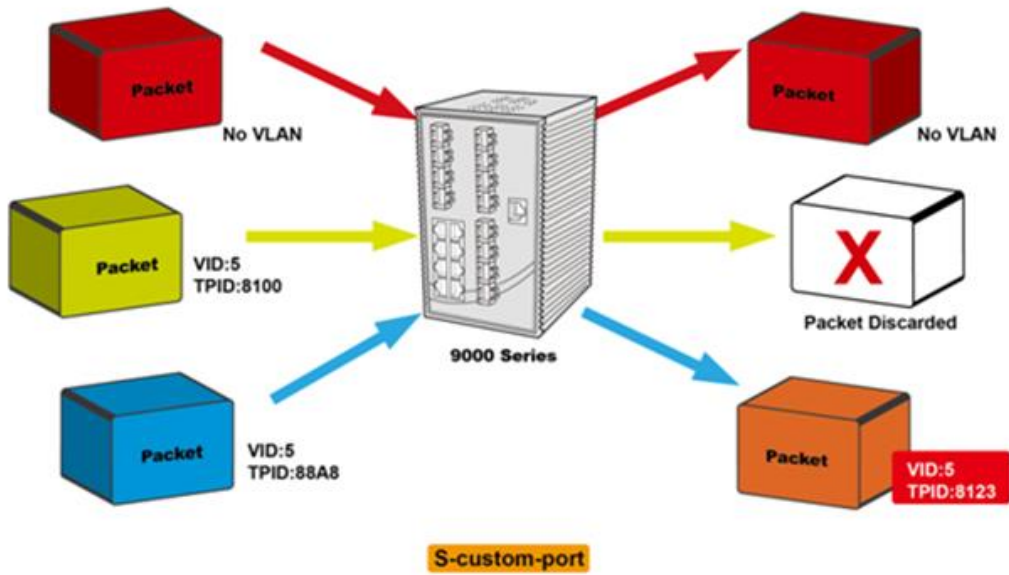 Packet
No VLAN
Packet
No VLAN
Packet
VID:5
TPID:8100
X
Packet Discarded
9000 Series
Packet
VID:5
TPID:88A8
Packet
VID:5
TPID:8123
S-custom-port